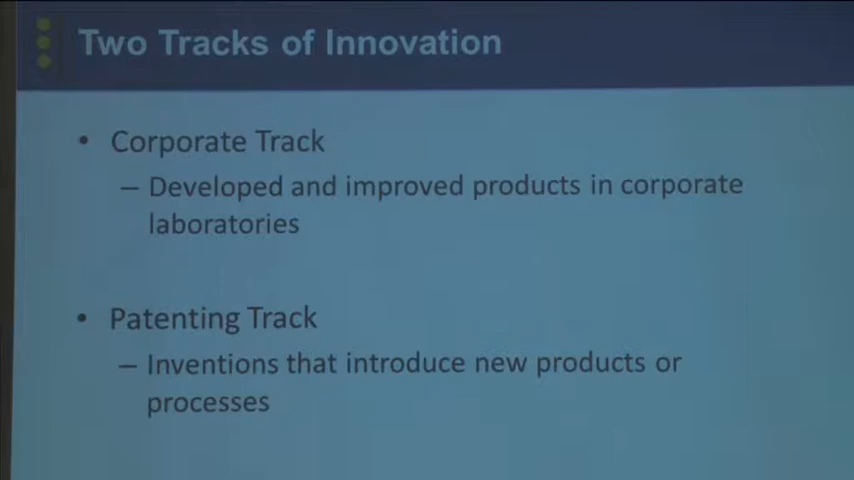 Two Tracks of Innovation
• Corporate Track
– Developed and improved products in corporate
laboratories
• Patenting Track
– Inventions that introduce new products or
processes